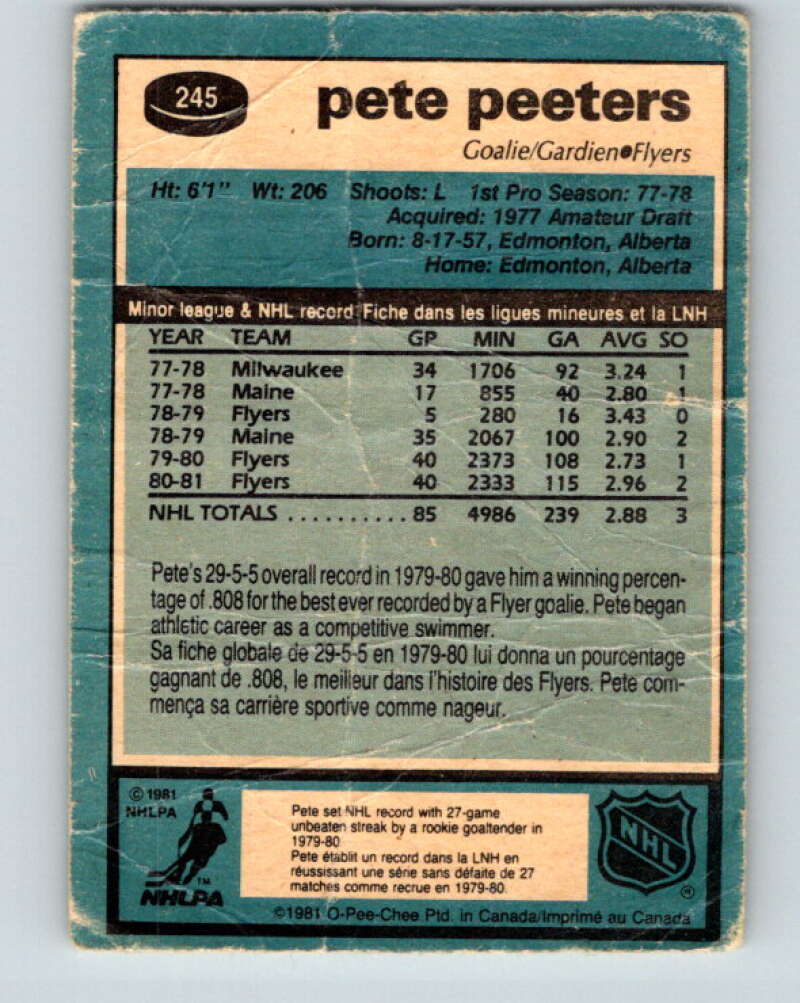 245
pete peeters
Goalie/Gardien●Flyers
Ht: 6'1" Wt: 206 Shoots: L 1st Pro Season: 77-78
Acquired: 1977 Amateur Draft
Born: 8-17-57, Edmonton, Alberta
Home: Edmonton, Alberta
Minor league & NHL record Fiche dans les ligues mineures et la LNH
YEAR TEAM GP MIN GA AVG SO
77-78 Milwaukee 34 1706 92 3.24 1
77-78 Maine 17 855 40 2.80 1
78-79 Flyers 5 280 16 3.43 0
78-79 Maine 35 2067 100 2.90 2
79-80 Flyers 40 2373 108 2.73 1
80-81 Flyers 40 2333 115 2.96 2
NHL TOTALS .......... 85 4986 239 2.88 3
Pete's 29-5-5 overall record in 1979-80 gave him a winning percen-
tage of .808 for the best ever recorded by a Flyer goalie. Pete began
athletic career as a competitive swimmer.
Sa fiche globale de 29-5-5 en 1979-80 lui donna un pourcentage
gagnant de .808, le meilleur dans l'histoire des Flyers. Pete com-
mença sa carrière sportive comme nageur.
© 1981
NHLPA
TM
NHLPA
Pete set NHL record with 27-game
unbeaten streak by a rookie goaltender in
1979-80
Pete établit un record dans la LNH en
réussissant une série sans défaite de 27
matches comme recrue en 1979-80.
NHL
©1981 O-Pee-Chee Ptd. in Canada/Imprimé au Canada